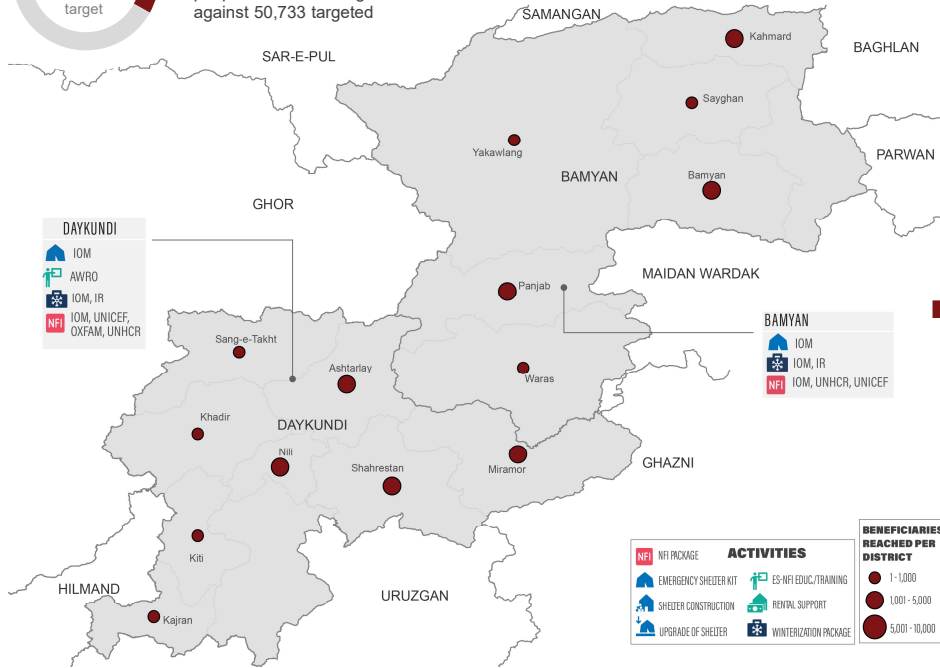 target
against 50,733 targeted
SAMANGAN
SAR-E-PUL
BAGHLAN
PARWAN
GHOR
MAIDAN WARDAK
GHAZNI
URUZGAN
HILMAND
BAMYAN
Kahmard
Sayghan
Yakawlang
Bamyan
Panjab
Waras
DAYKUNDI
Sang-e-Takht
Ashtarlay
Khadir
Nili
Shahrestan
Miramor
Kiti
Kajran
DAYKUNDI
IOM
AWRO
IOM, IR
NFI
IOM, UNICEF,
OXFAM, UNHCR
BAMYAN
IOM
IOM, IR
NFI
IOM, UNHCR, UNICEF
ACTIVITIES
NFI
NFI PACKAGE
EMERGENCY SHELTER KIT
SHELTER CONSTRUCTION
UPGRADE OF SHELTER
ES-NFI EDUC./TRAINING
RENTAL SUPPORT
WINTERIZATION PACKAGE
BENEFICIARIES
REACHED PER
DISTRICT
1 - 1,000
1,001 - 5,000
5,001 - 10,000